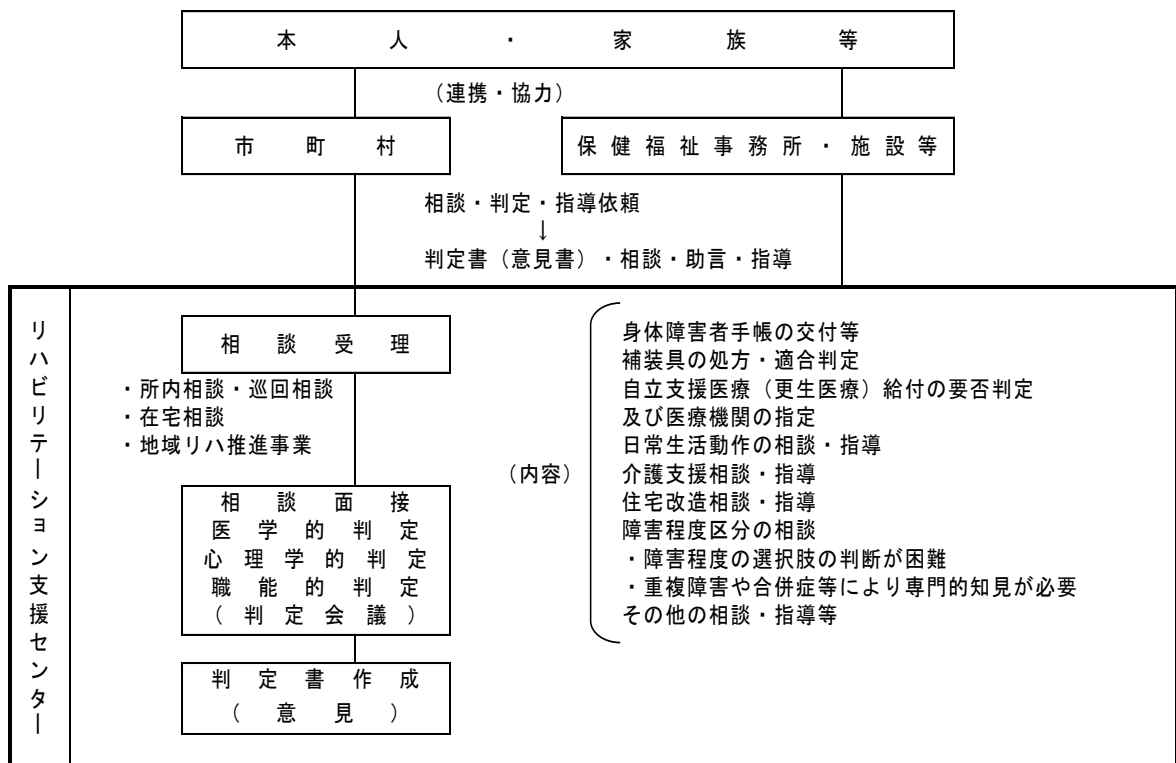 本人・家族等
（連携・協力）
市町村
保健福祉事務所・施設等
相談・判定・指導依頼
↓
判定書（意見書）・相談・助言・指導
リハビリテーション支援センター
相談受理
・所内相談・巡回相談
・在宅相談
・地域リハ推進事業
相談面接
医学的判定
心理学的判定
職能的判定
（判定会議）
判定書作成
（意見）
（内容）
身体障害者手帳の交付等
補装具の処方・適合判定
自立支援医療（更生医療）給付の要否判定
及び医療機関の指定
日常生活動作の相談・指導
介護支援相談・指導
住宅改造相談・指導
障害程度区分の相談
・障害程度の選択肢の判断が困難
・重複障害や合併症等により専門的知見が必要
その他の相談・指導等